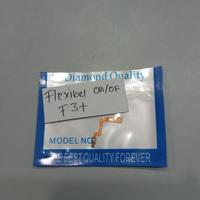 Diamond Quality
Flexibel on/OF
F3+
MODEL NO
THE BEST QUALITY FOREVER